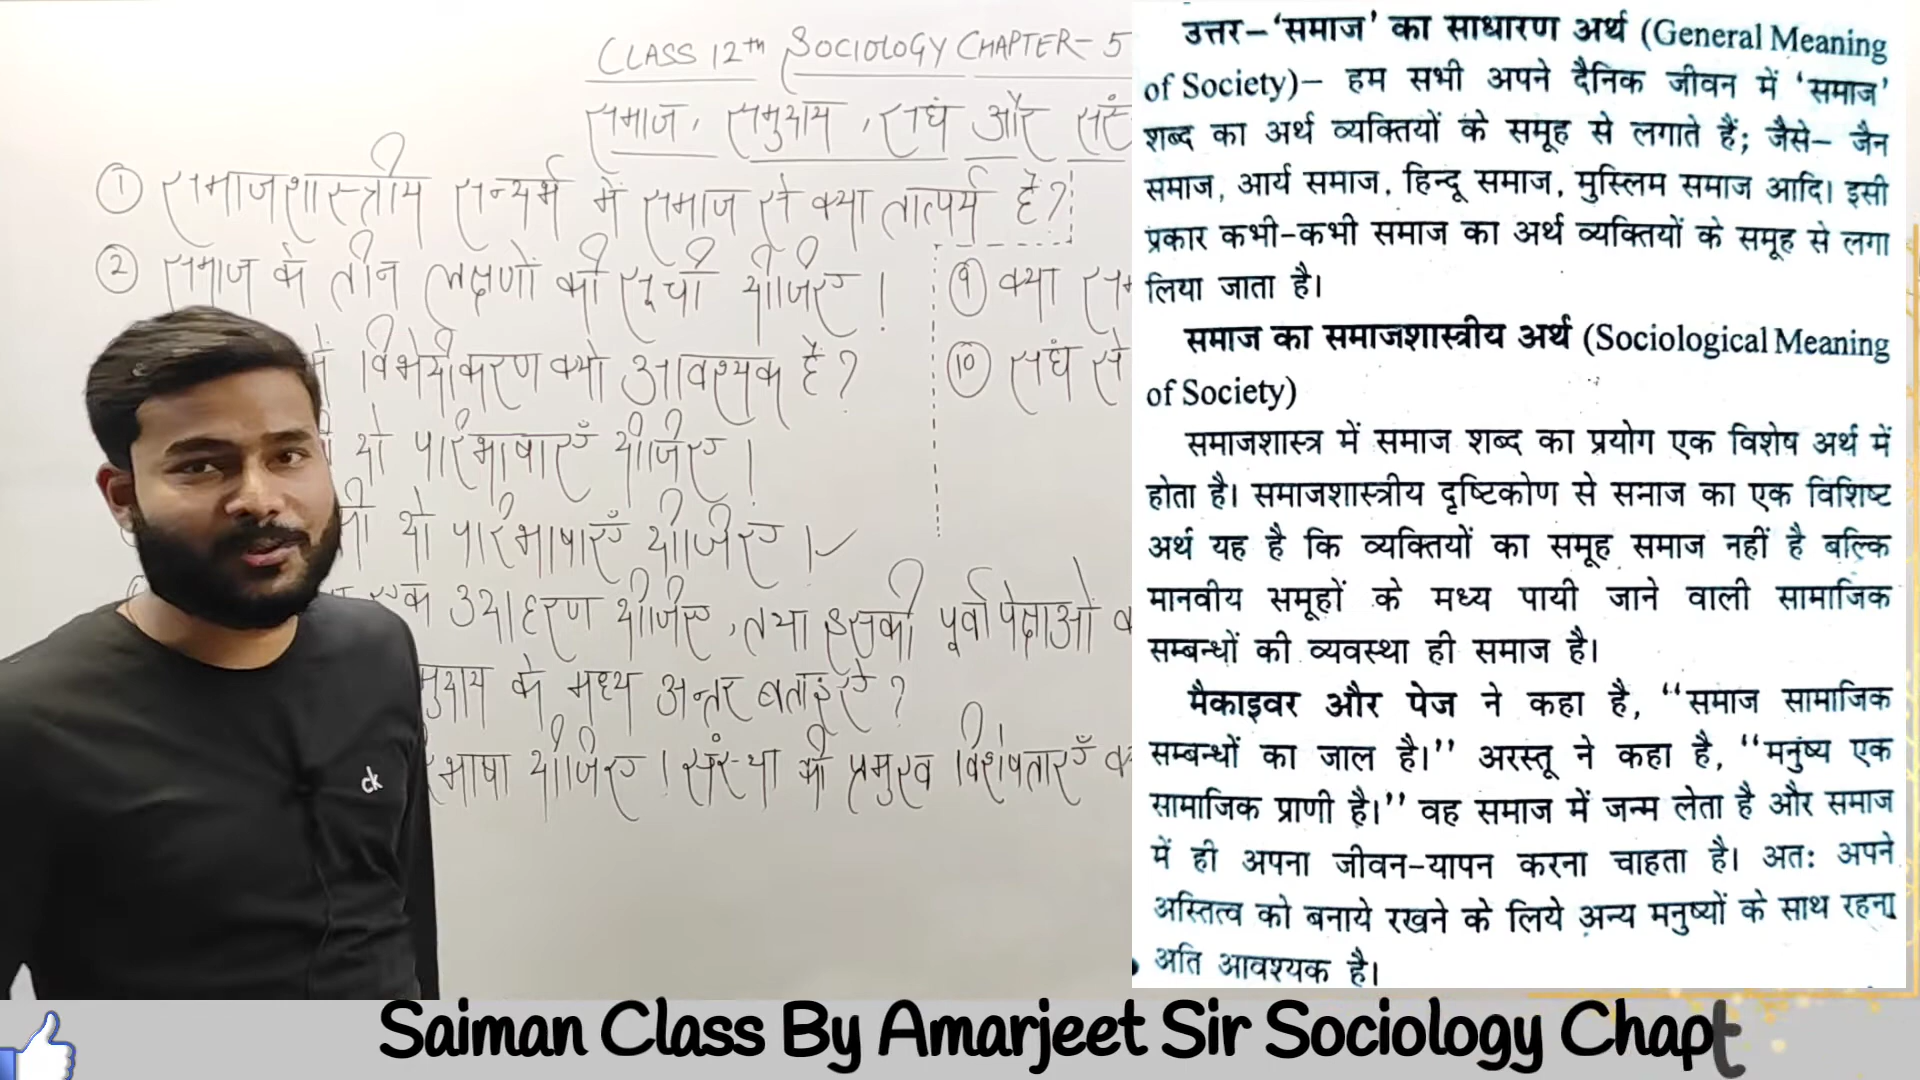 CLASS 12th SOCIOLOGY CHAPTER-5
समाज, समुदाय, संघ और
① समाजशास्त्रीय सन्दर्भ में समाज से क्या तात्पर्य है?
② समाज के तीन लक्षणों की सूची दीजिए।
विभेदीकरण क्यों आवश्यक है?
दो परिभाषाएँ दीजिए।
दो परिभाषाएँ दीजिए।
एक उदाहरण दीजिए, तथा इसकी पूर्वापेक्षाओं
के मध्य अन्तर बताइए?
दीजिए। संस्था की प्रमुख विशेषताएँ
⑨ क्या
⑩ संघ से
ck
उत्तर–‘समाज’ का साधारण अर्थ (General Meaning
of Society)– हम सभी अपने दैनिक जीवन में ‘समाज’
शब्द का अर्थ व्यक्तियों के समूह से लगाते हैं; जैसे– जैन
समाज, आर्य समाज, हिन्दू समाज, मुस्लिम समाज आदि। इसी
प्रकार कभी-कभी समाज का अर्थ व्यक्तियों के समूह से लगा
लिया जाता है।
समाज का समाजशास्त्रीय अर्थ (Sociological Meaning
of Society)
समाजशास्त्र में समाज शब्द का प्रयोग एक विशेष अर्थ में
होता है। समाजशास्त्रीय दृष्टिकोण से समाज का एक विशिष्ट
अर्थ यह है कि व्यक्तियों का समूह समाज नहीं है बल्कि
मानवीय समूहों के मध्य पायी जाने वाली सामाजिक
सम्बन्धों की व्यवस्था ही समाज है।
मैकाइवर और पेज ने कहा है, “समाज सामाजिक
सम्बन्धों का जाल है।” अरस्तू ने कहा है, “मनुष्य एक
सामाजिक प्राणी है।” वह समाज में जन्म लेता है और समाज
में ही अपना जीवन-यापन करना चाहता है। अतः अपने
अस्तित्व को बनाये रखने के लिये अन्य मनुष्यों के साथ रहना
अति आवश्यक है।
Saiman Class By Amarjeet Sir Sociology Chapt